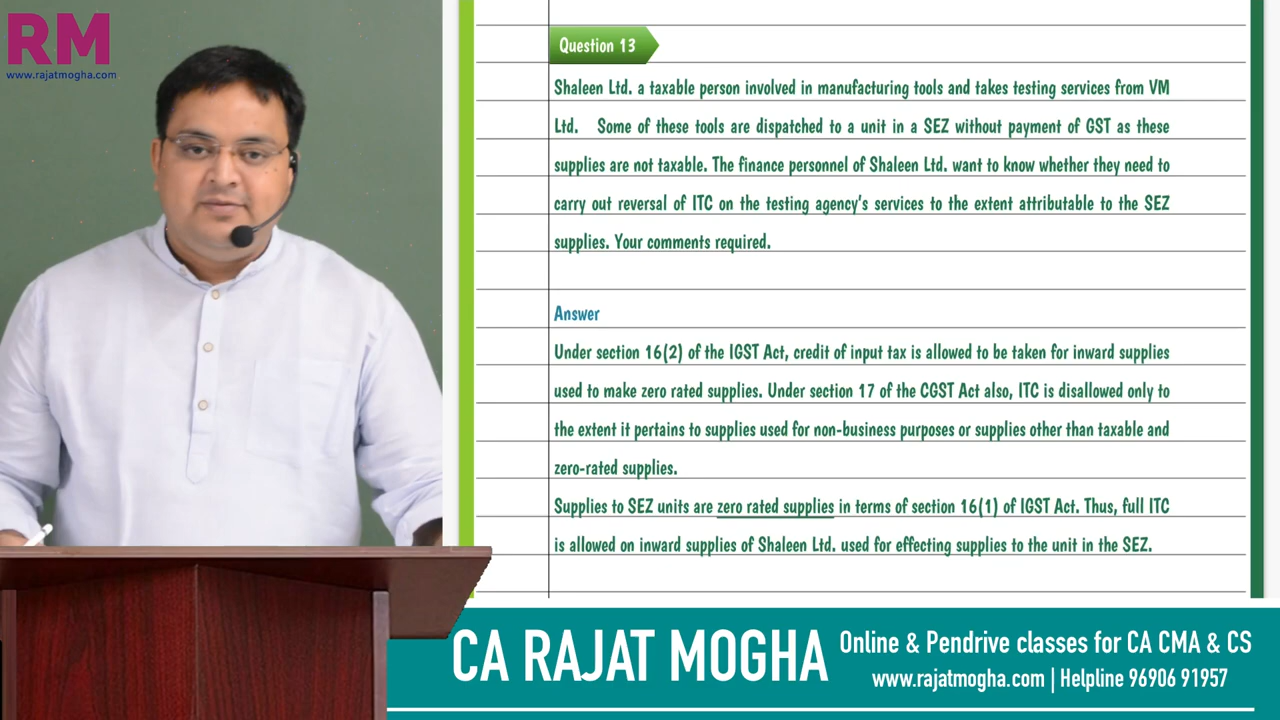 RM
www.rajatmogha.com
Question 13
Shaleen Ltd. a taxable person involved in manufacturing tools and takes testing services from VM
Ltd. Some of these tools are dispatched to a unit in a SEZ without payment of GST as these
supplies are not taxable. The finance personnel of Shaleen Ltd. want to know whether they need to
carry out reversal of ITC on the testing agency's services to the extent attributable to the SEZ
supplies. Your comments required.
Answer
Under section 16(2) of the IGST Act, credit of input tax is allowed to be taken for inward supplies
used to make zero rated supplies. Under section 17 of the CGST Act also, ITC is disallowed only to
the extent it pertains to supplies used for non-business purposes or supplies other than taxable and
zero-rated supplies.
Supplies to SEZ units are zero rated supplies in terms of section 16(1) of IGST Act. Thus, full ITC
is allowed on inward supplies of Shaleen Ltd. used for effecting supplies to the unit in the SEZ.
CA RAJAT MOGHA
Online & Pendrive classes for CA CMA & CS
www.rajatmogha.com | Helpline 96906 91957